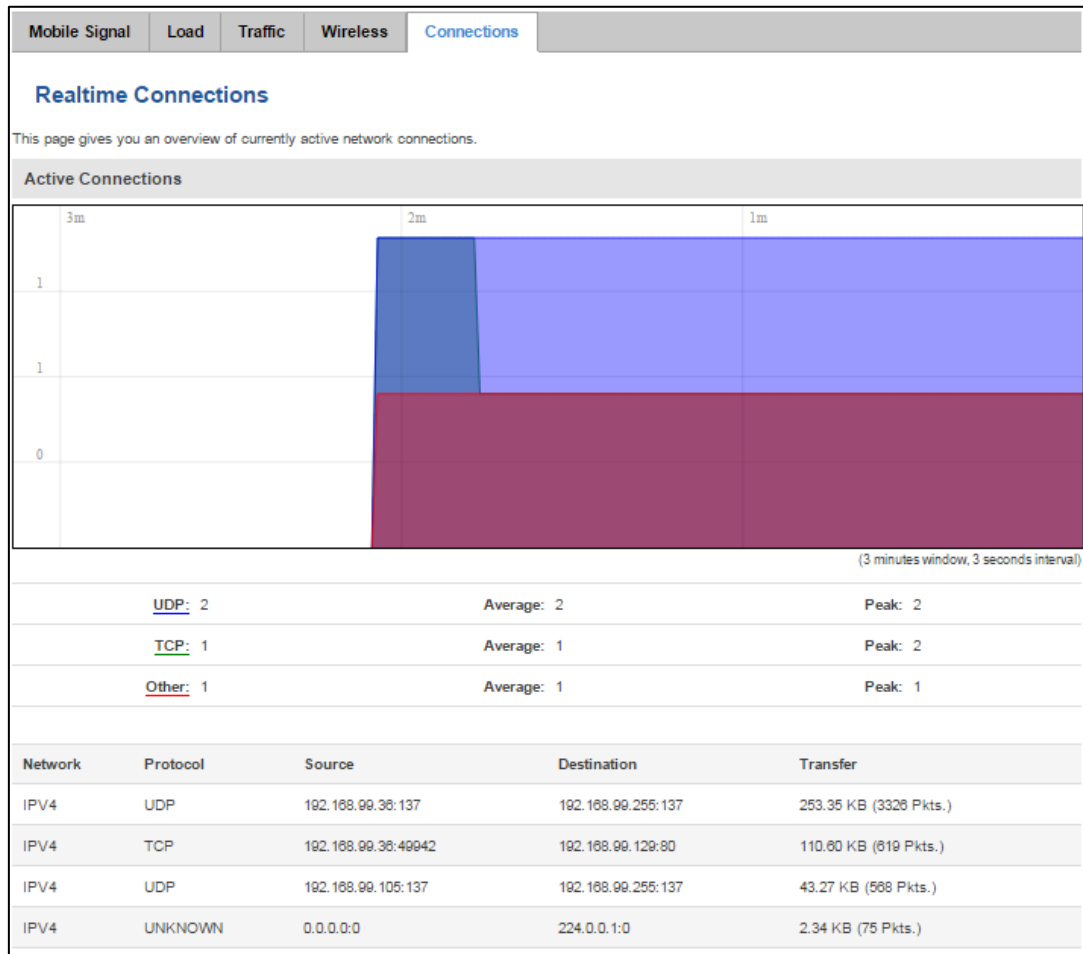 Mobile Signal Load Traffic Wireless Connections
Realtime Connections
This page gives you an overview of currently active network connections.
Active Connections
3m 2m 1m
1
1
0
(3 minutes window, 3 seconds interval)
UDP: 2 Average: 2 Peak: 2
TCP: 1 Average: 1 Peak: 2
Other: 1 Average: 1 Peak: 1
Network Protocol Source Destination Transfer
IPV4 UDP 192.168.99.36:137 192.168.99.255:137 253.35 KB (3326 Pkts.)
IPV4 TCP 192.168.99.36:49942 192.168.99.129:80 110.60 KB (619 Pkts.)
IPV4 UDP 192.168.99.105:137 192.168.99.255:137 43.27 KB (568 Pkts.)
IPV4 UNKNOWN 0.0.0.0:0 224.0.0.1:0 2.34 KB (75 Pkts.)